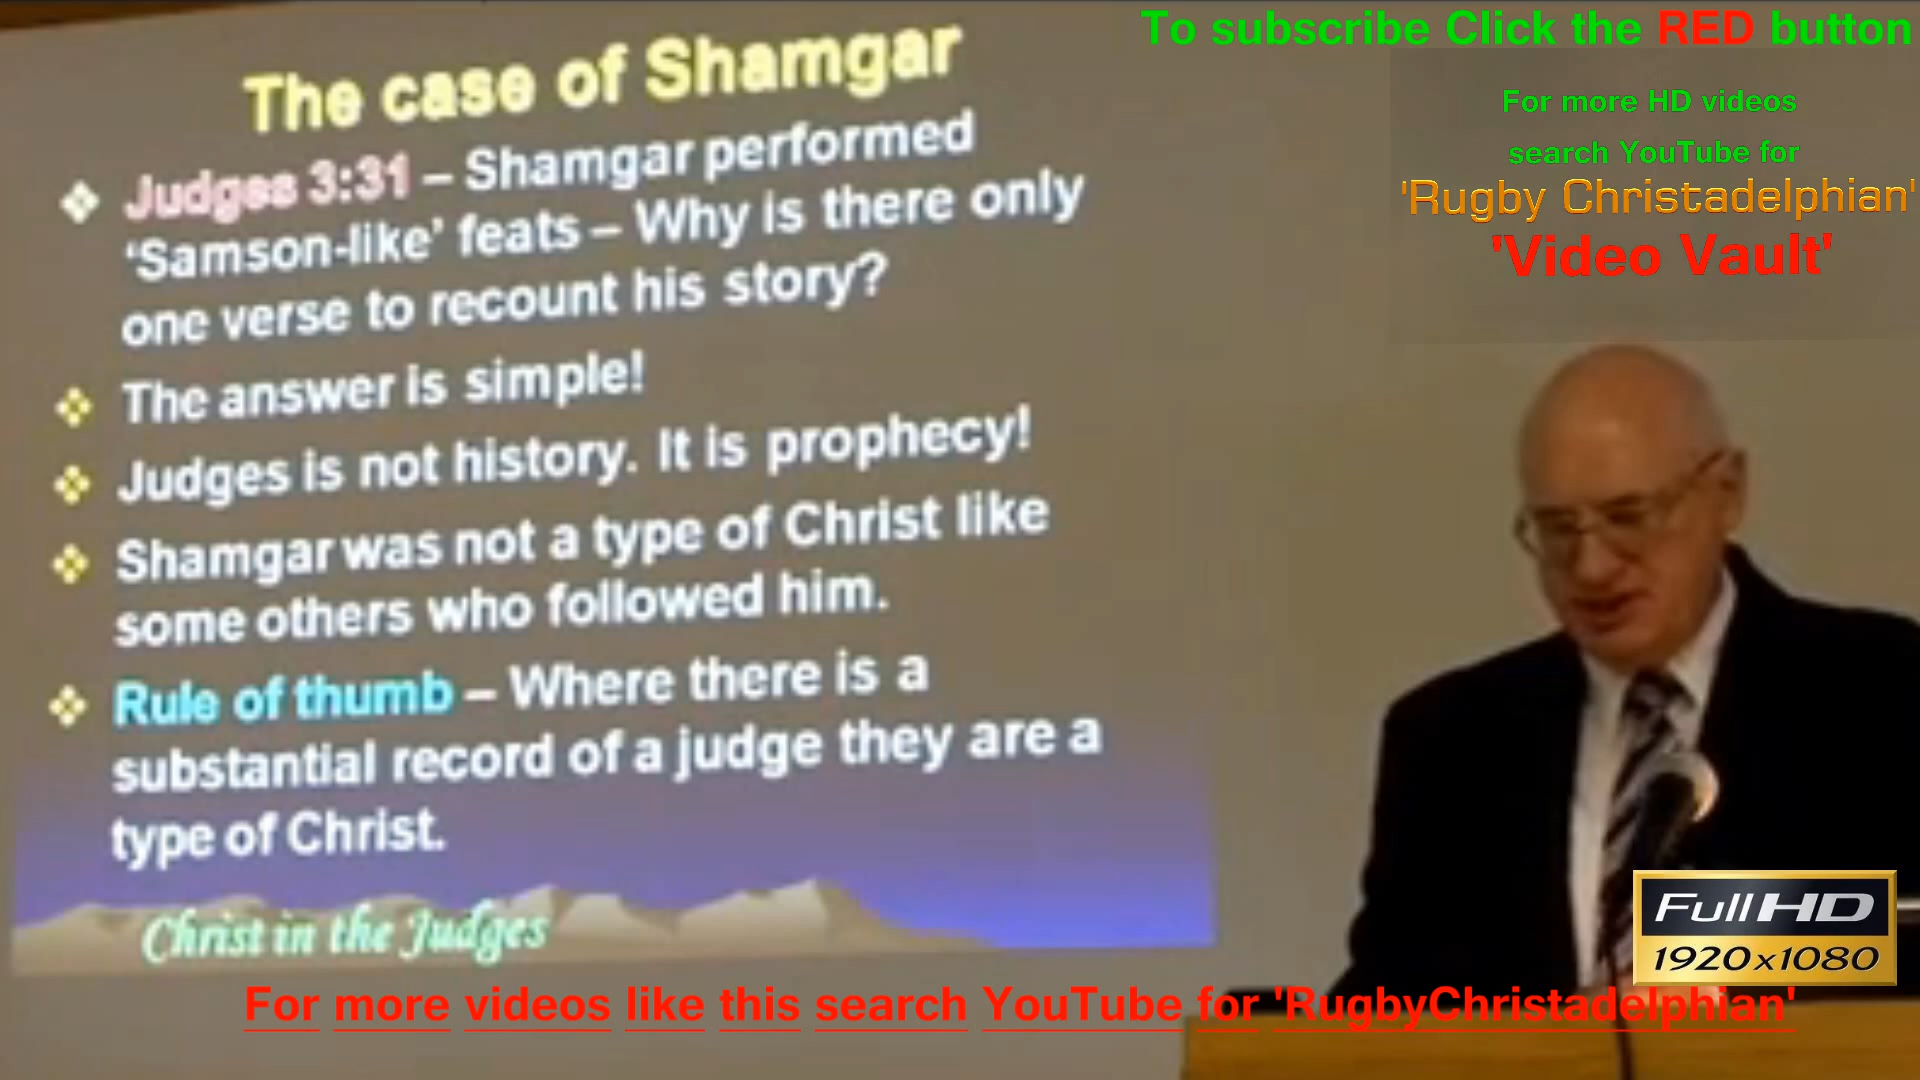 The case of Shamgar
Judges 3:31 – Shamgar performed
‘Samson-like’ feats – Why is there only
one verse to recount his story?
The answer is simple!
Judges is not history. It is prophecy!
Shamgar was not a type of Christ like
some others who followed him.
Rule of thumb – Where there is a
substantial record of a judge they are a
type of Christ.
Christ in the Judges
To subscribe Click the RED button
For more HD videos
search YouTube for
'Rugby Christadelphian'
'Video Vault'
Full HD
1920x1080
For more videos like this search YouTube for 'RugbyChristadelphian'